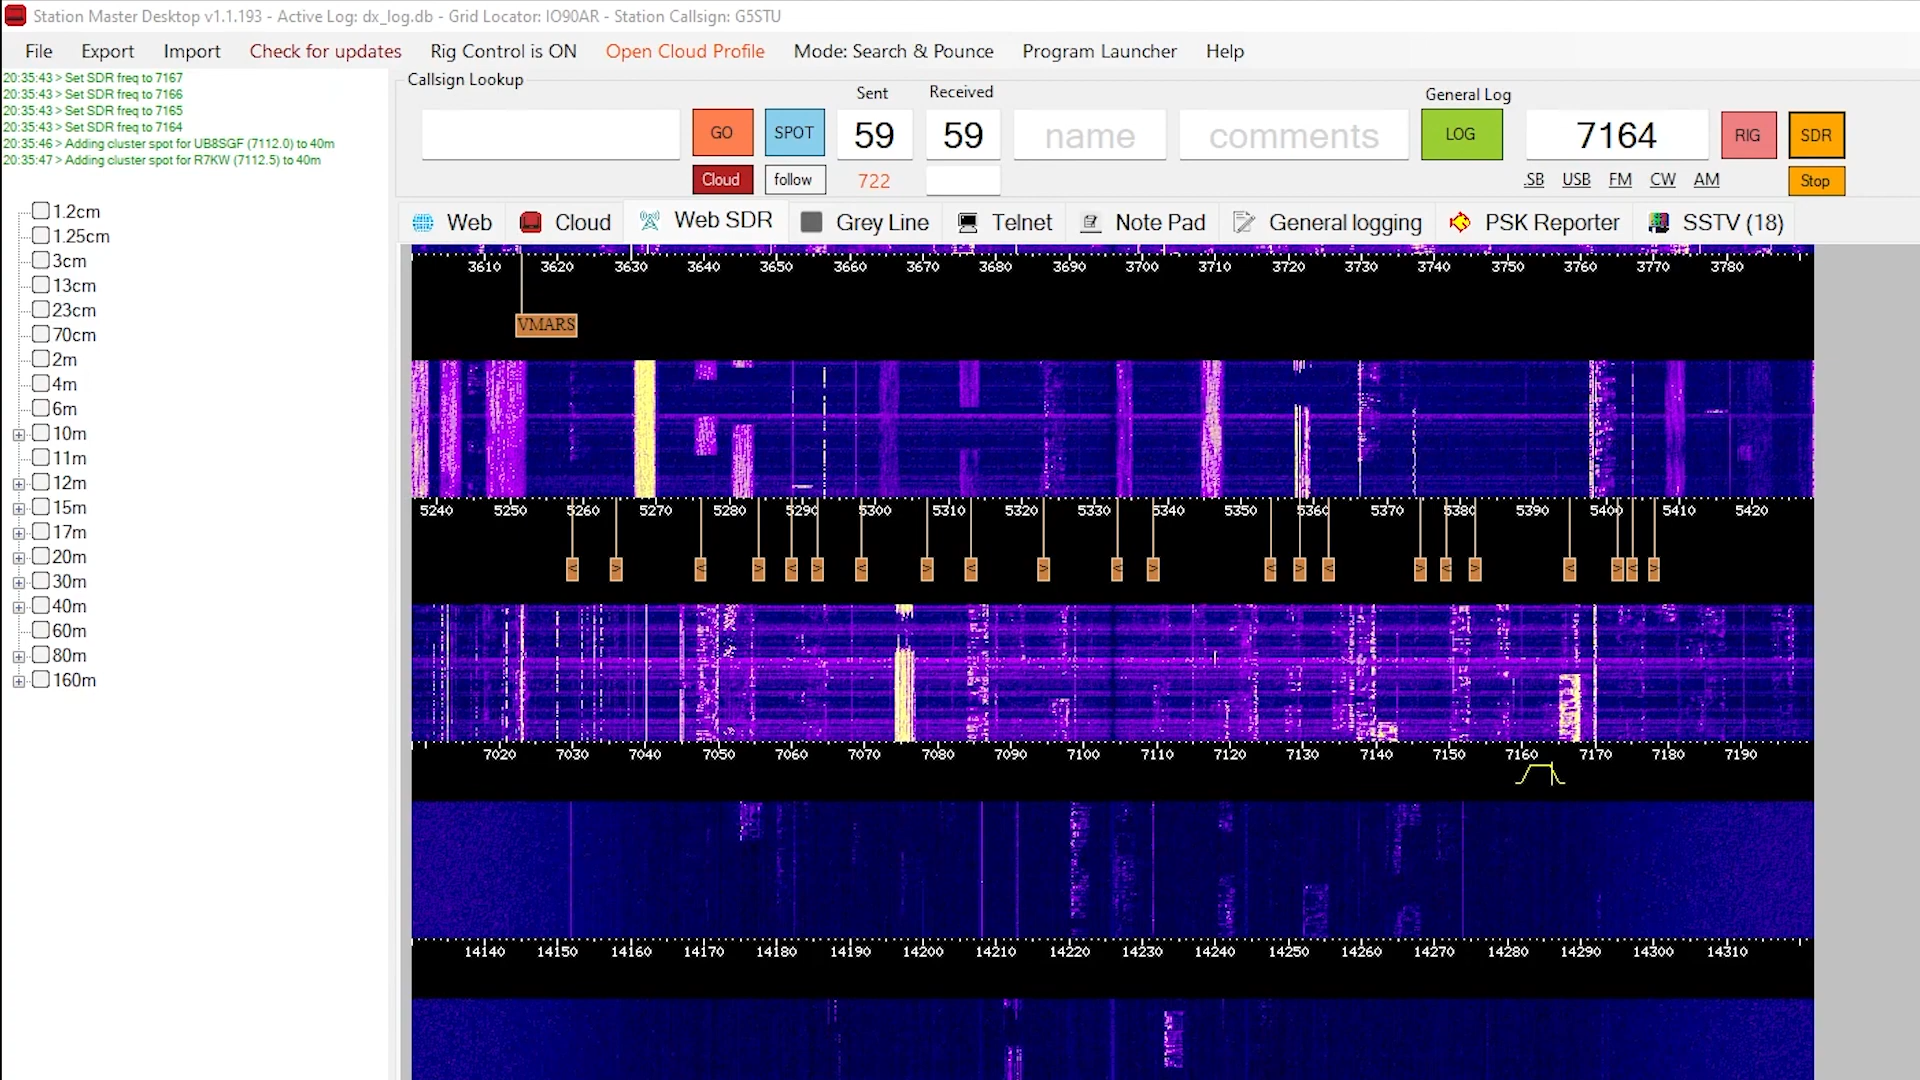 Station Master Desktop v1.1.193 - Active Log: dx_log.db - Grid Locator: IO90AR - Station Callsign: G5STU
File Export Import Check for updates Rig Control is ON Open Cloud Profile Mode: Search & Pounce Program Launcher Help
20:35:43 > Set SDR freq to 7167
20:35:43 > Set SDR freq to 7166
20:35:43 > Set SDR freq to 7165
20:35:43 > Set SDR freq to 7164
20:35:46 > Adding cluster spot for UB8SGF (7112.0) to 40m
20:35:47 > Adding cluster spot for R7KW (7112.5) to 40m
Callsign Lookup
Sent Received General Log
GO SPOT 59 59 name comments LOG 7164 RIG SDR
Cloud follow 722 .SB USB FM CW AM Stop
Web Cloud Web SDR Grey Line Telnet Note Pad General logging PSK Reporter SSTV (18)
1.2cm
1.25cm
3cm
13cm
23cm
70cm
2m
4m
6m
10m
11m
12m
15m
17m
20m
30m
40m
60m
80m
160m
3610 3620 3630 3640 3650 3660 3670 3680 3690 3700 3710 3720 3730 3740 3750 3760 3770 3780
VMARS
5240 5250 5260 5270 5280 5290 5300 5310 5320 5330 5340 5350 5360 5370 5380 5390 5400 5410 5420
7020 7030 7040 7050 7060 7070 7080 7090 7100 7110 7120 7130 7140 7150 7160 7170 7180 7190
14140 14150 14160 14170 14180 14190 14200 14210 14220 14230 14240 14250 14260 14270 14280 14290 14300 14310